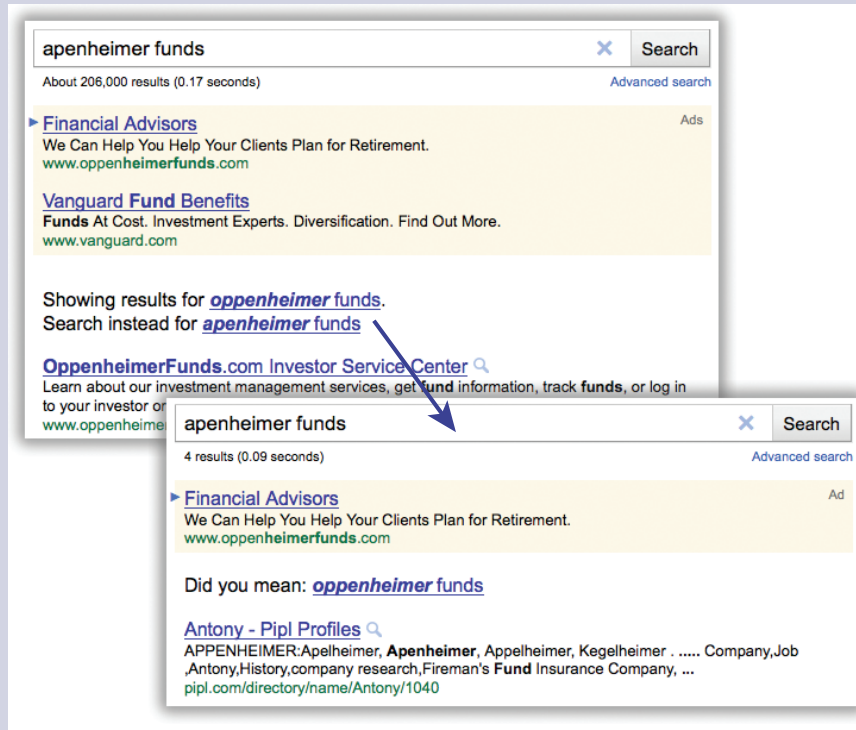 apenheimer funds
Search
About 206,000 results (0.17 seconds)
Advanced search
Financial Advisors
Ads
We Can Help You Help Your Clients Plan for Retirement.
www.oppenheimerfunds.com
Vanguard Fund Benefits
Funds At Cost. Investment Experts. Diversification. Find Out More.
www.vanguard.com
Showing results for oppenheimer funds.
Search instead for apenheimer funds
OppenheimerFunds.com Investor Service Center
Learn about our investment management services, get fund information, track funds, or log in
to your investor or
www.oppenheime
apenheimer funds
Search
4 results (0.09 seconds)
Advanced search
Financial Advisors
Ad
We Can Help You Help Your Clients Plan for Retirement.
www.oppenheimerfunds.com
Did you mean: oppenheimer funds
Antony - Pipl Profiles
APPENHEIMER:Apelheimer, Apenheimer, Appelheimer, Kegelheimer . ..... Company,Job
,Antony,History,company research,Fireman's Fund Insurance Company, ...
pipl.com/directory/name/Antony/1040